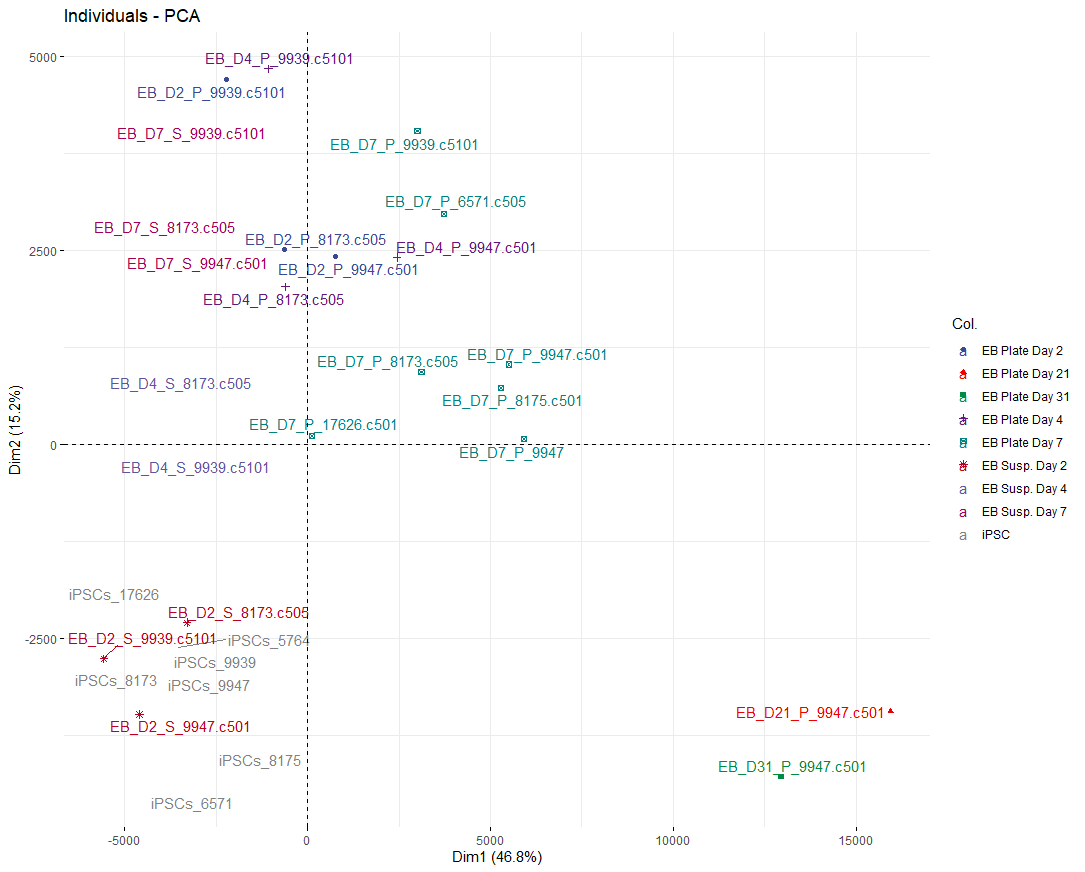 Individuals - PCA
5000
EB_D4_P_9939.c5101
EB_D2_P_9939.c5101
EB_D7_S_9939.c5101
EB_D7_P_9939.c5101
EB_D7_P_6571.c505
EB_D7_S_8173.c505
EB_D2_P_8173.c505
EB_D4_P_9947.c501
2500
EB_D7_S_9947.c501
EB_D2_P_9947.c501
EB_D4_P_8173.c505
EB_D7_P_8173.c505
EB_D7_P_9947.c501
EB_D4_S_8173.c505
EB_D7_P_8175.c501
EB_D7_P_17626.c501
0
EB_D7_P_9947
EB_D4_S_9939.c5101
iPSCs_17626
EB_D2_S_8173.c505
-2500
EB_D2_S_9939.c5101
iPSCs_5764
iPSCs_9939
iPSCs_8173
iPSCs_9947
EB_D2_S_9947.c501
EB_D21_P_9947.c501
iPSCs_8175
EB_D31_P_9947.c501
iPSCs_6571
-5000
0
5000
10000
15000
Dim1 (46.8%)
Dim2 (15.2%)
Col.
a EB Plate Day 2
a EB Plate Day 21
a EB Plate Day 31
a EB Plate Day 4
a EB Plate Day 7
a EB Susp. Day 2
a EB Susp. Day 4
a EB Susp. Day 7
a iPSC